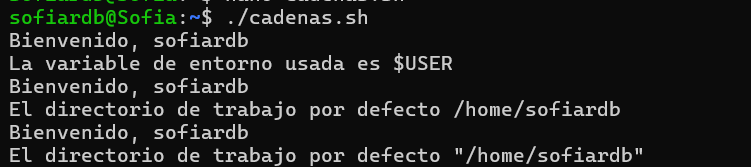 sofiardb@Sofia:~$ ./cadenas.sh
Bienvenido, sofiardb
La variable de entorno usada es $USER
Bienvenido, sofiardb
El directorio de trabajo por defecto /home/sofiardb
Bienvenido, sofiardb
El directorio de trabajo por defecto "/home/sofiardb"